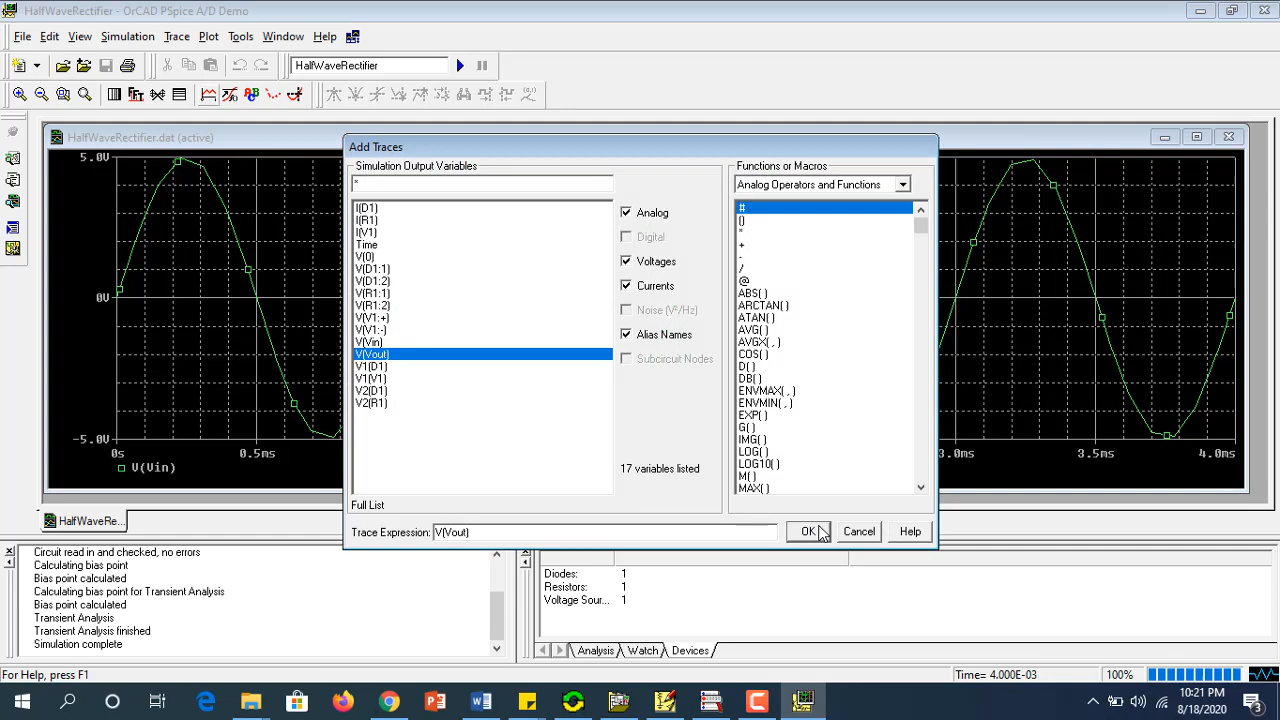 HalfWaveRectifier - OrCAD PSpice A/D Demo
File Edit View Simulation Trace Plot Tools Window Help
HalfWaveRectifier
HalfWaveRectifier.dat (active)
Add Traces
Simulation Output Variables
*
I(D1)
I(R1)
I(V1)
Time
V(0)
V(D1:1)
V(D1:2)
V(R1:1)
V(R1:2)
V(V1:+)
V(V1:-)
V(Vin)
V(Vout)
V1(D1)
V1(V1)
V2(D1)
V2(R1)
Full List
Analog
Digital
Voltages
Currents
Noise (V²/Hz)
Alias Names
Subcircuit Nodes
17 variables listed
Functions or Macros
Analog Operators and Functions
#
()
*
+
-
/
@
ABS( )
ARCTAN( )
ATAN( )
AVG( )
AVGX( , )
COS( )
D( )
DB( )
ENVMAX( , )
ENVMIN( , )
EXP( )
G( )
IMG( )
LOG( )
LOG10( )
M( )
MAX( )
Trace Expression: V(Vout)
OK Cancel Help
5.0V
0V
-5.0V
0s 0.5ms 3.0ms 3.5ms 4.0ms
V(Vin)
HalfWaveRe...
Circuit read in and checked, no errors
Calculating bias point
Bias point calculated
Calculating bias point for Transient Analysis
Bias point calculated
Transient Analysis
Transient Analysis finished
Simulation complete
Diodes: 1
Resistors: 1
Voltage Sour... 1
Analysis Watch Devices
For Help, press F1
Time= 4.000E-03 100%
10:21 PM
8/18/2020
3